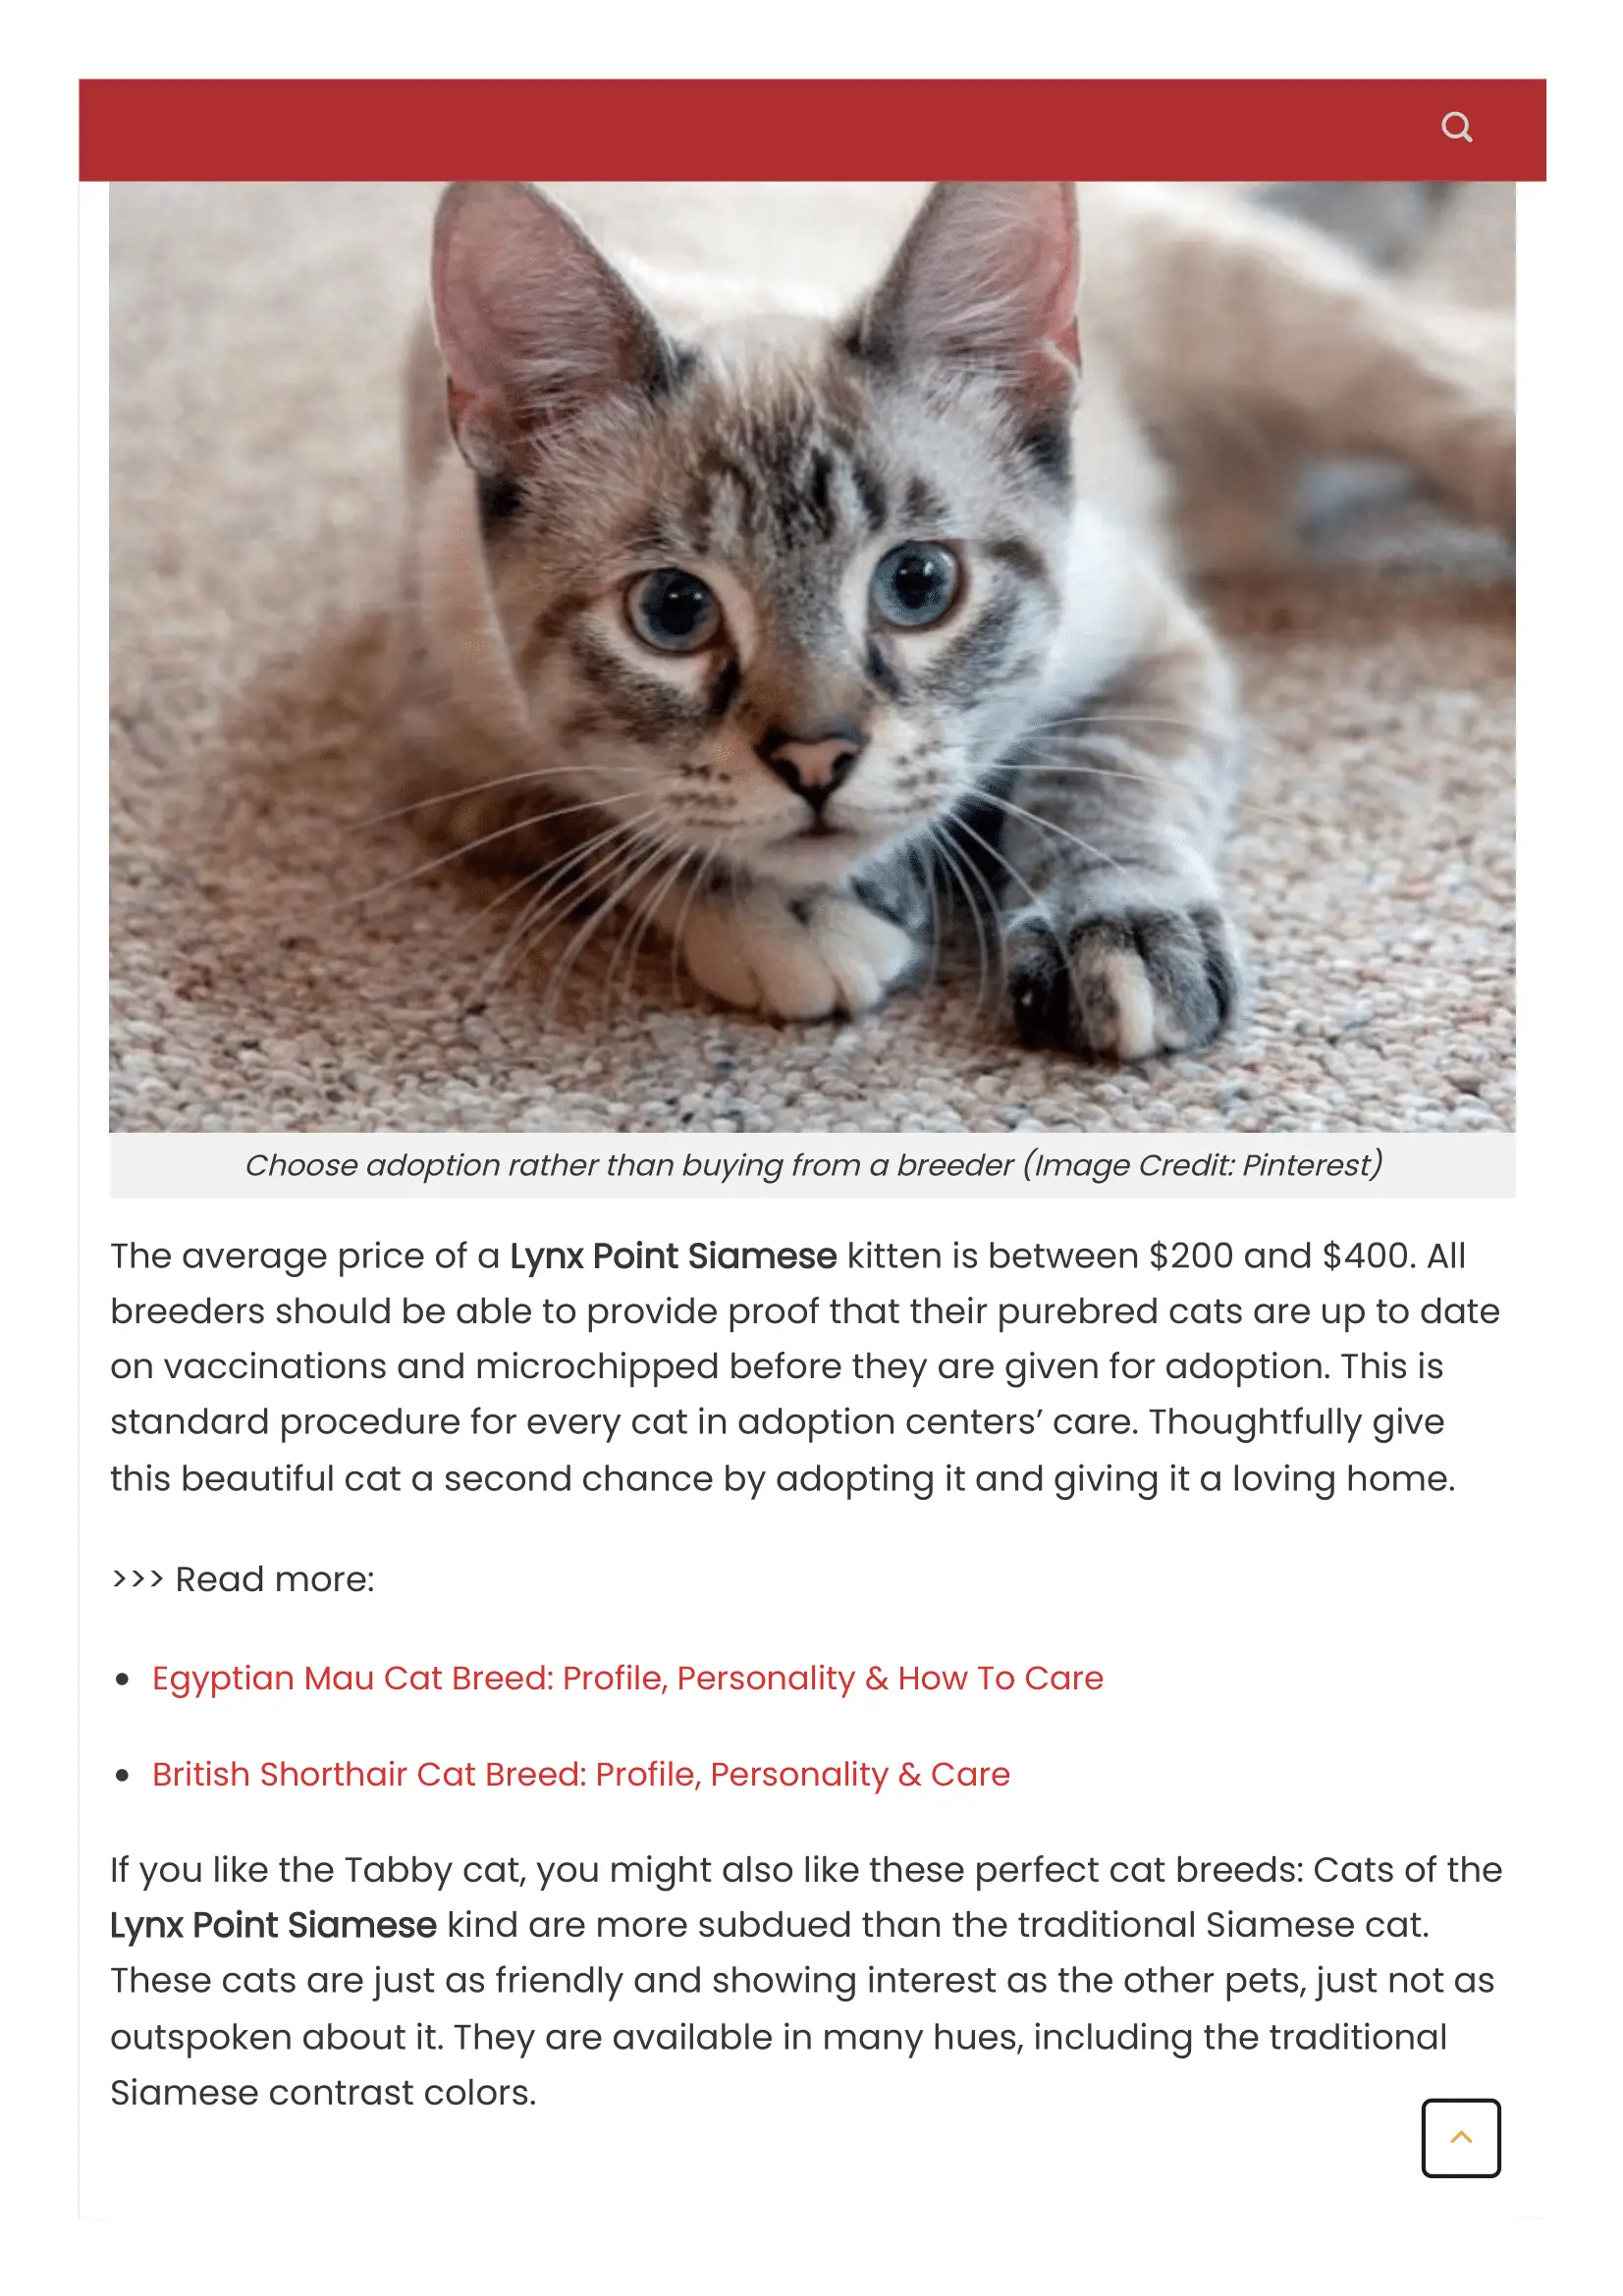 Choose adoption rather than buying from a breeder (Image Credit: Pinterest)
The average price of a Lynx Point Siamese kitten is between $200 and $400. All
breeders should be able to provide proof that their purebred cats are up to date
on vaccinations and microchipped before they are given for adoption. This is
standard procedure for every cat in adoption centers’ care. Thoughtfully give
this beautiful cat a second chance by adopting it and giving it a loving home.
>>> Read more:
• Egyptian Mau Cat Breed: Profile, Personality & How To Care
• British Shorthair Cat Breed: Profile, Personality & Care
If you like the Tabby cat, you might also like these perfect cat breeds: Cats of the
Lynx Point Siamese kind are more subdued than the traditional Siamese cat.
These cats are just as friendly and showing interest as the other pets, just not as
outspoken about it. They are available in many hues, including the traditional
Siamese contrast colors.